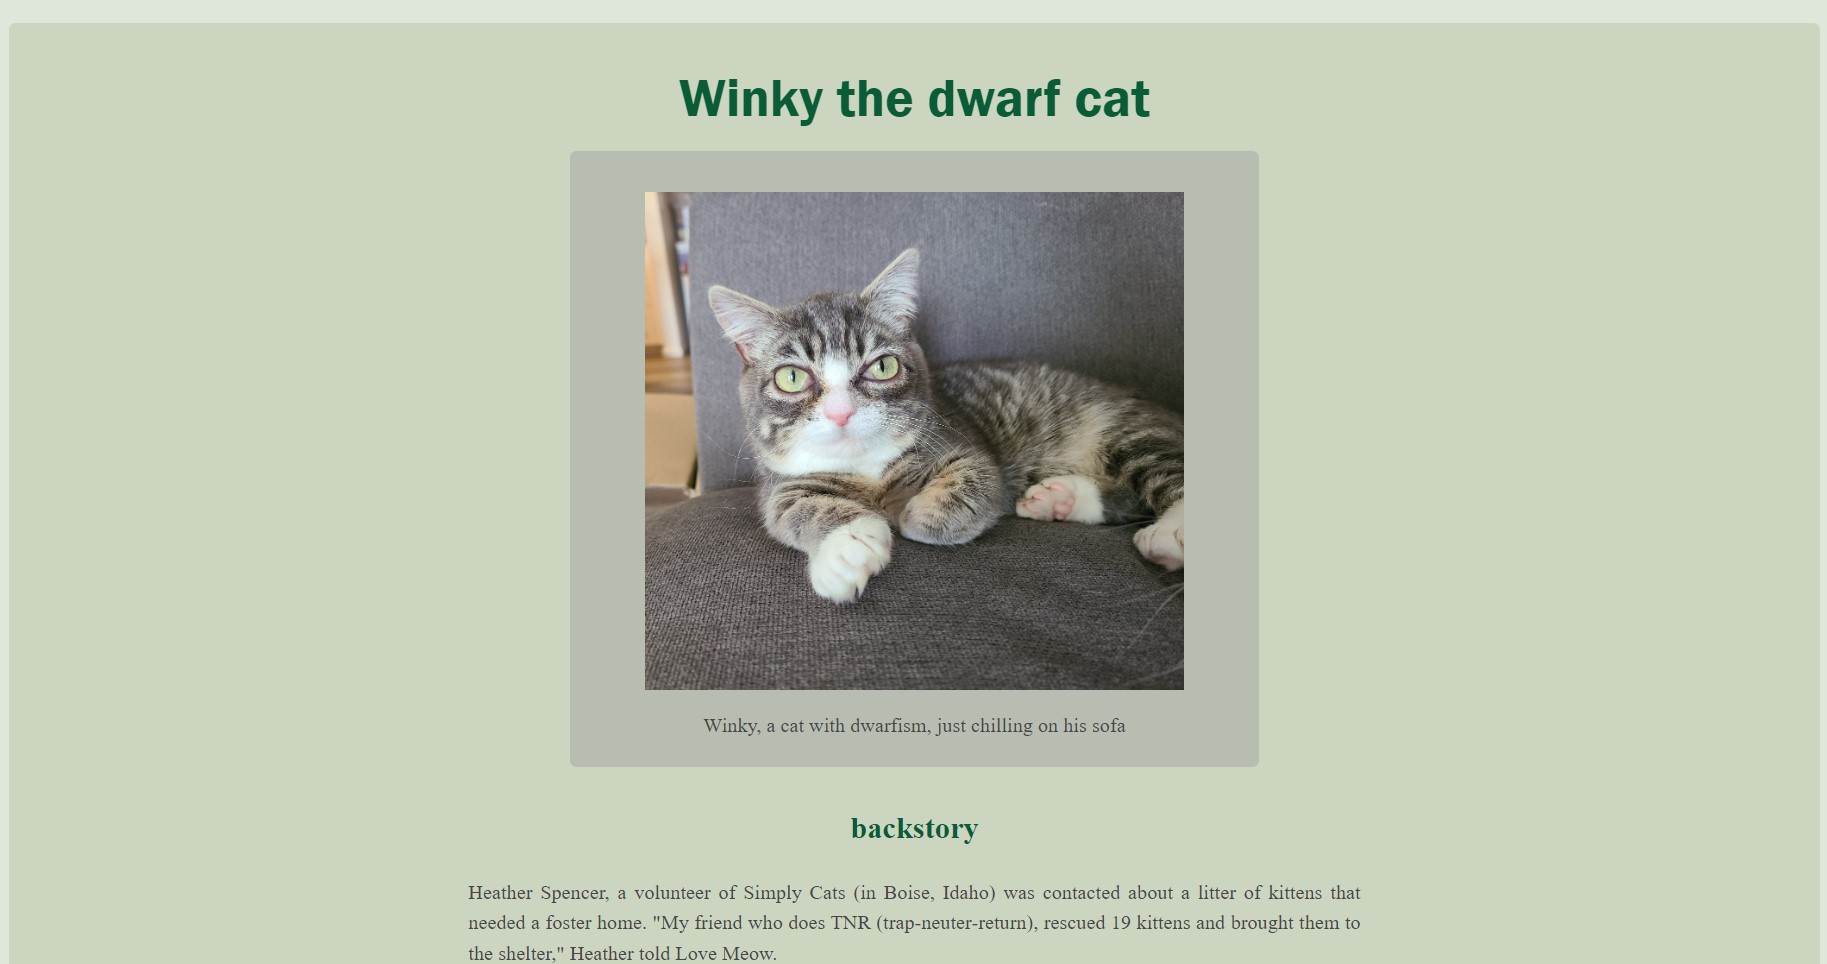 Winky the dwarf cat
Winky, a cat with dwarfism, just chilling on his sofa
backstory
Heather Spencer, a volunteer of Simply Cats (in Boise, Idaho) was contacted about a litter of kittens that
needed a foster home. "My friend who does TNR (trap-neuter-return), rescued 19 kittens and brought them to
the shelter," Heather told Love Meow.